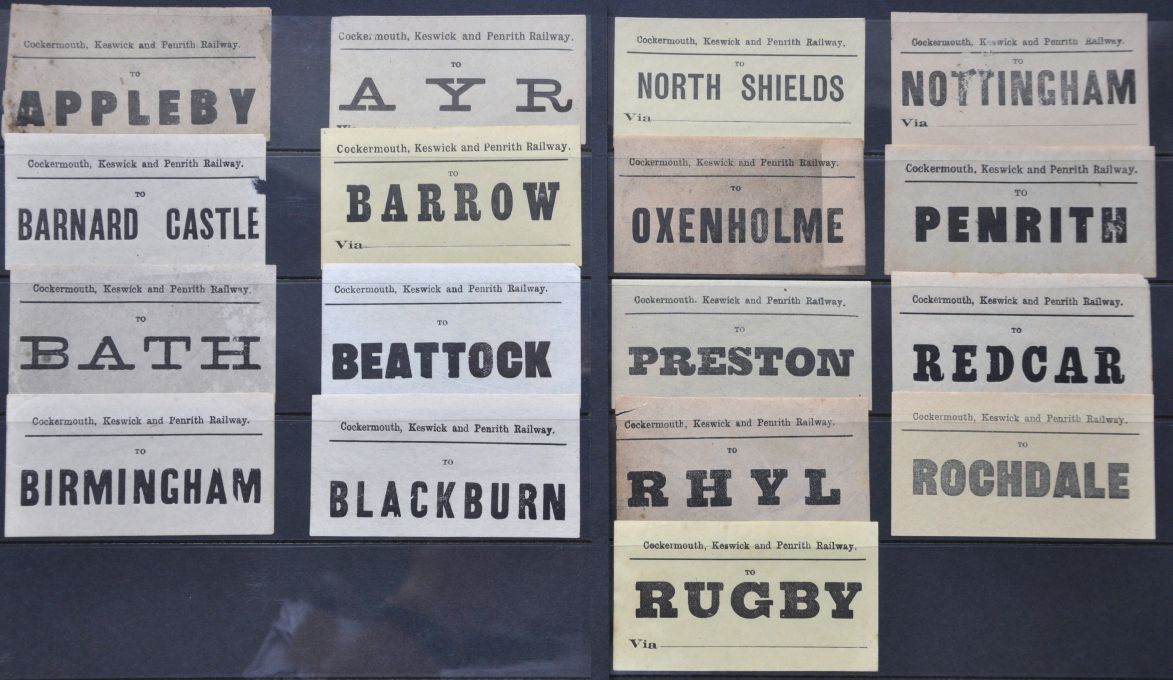 Cockermouth, Keswick and Penrith Railway.
TO
APPLEBY
Cockermouth, Keswick and Penrith Railway.
TO
AYR
Cockermouth, Keswick and Penrith Railway.
TO
BARNARD CASTLE
Cockermouth, Keswick and Penrith Railway.
TO
BARROW
Via
Cockermouth, Keswick and Penrith Railway.
TO
BATH
Cockermouth, Keswick and Penrith Railway.
TO
BEATTOCK
Cockermouth, Keswick and Penrith Railway.
TO
BIRMINGHAM
Cockermouth, Keswick and Penrith Railway.
TO
BLACKBURN
Cockermouth, Keswick and Penrith Railway.
TO
NORTH SHIELDS
Via
Cockermouth, Keswick and Penrith Railway.
TO
NOTTINGHAM
Via
Cockermouth, Keswick and Penrith Railway.
TO
OXENHOLME
Cockermouth, Keswick and Penrith Railway.
TO
PENRITH
Cockermouth, Keswick and Penrith Railway.
TO
PRESTON
Cockermouth, Keswick and Penrith Railway.
TO
REDCAR
Cockermouth, Keswick and Penrith Railway.
TO
RHYL
Cockermouth, Keswick and Penrith Railway.
TO
ROCHDALE
Cockermouth, Keswick and Penrith Railway.
TO
RUGBY
Via